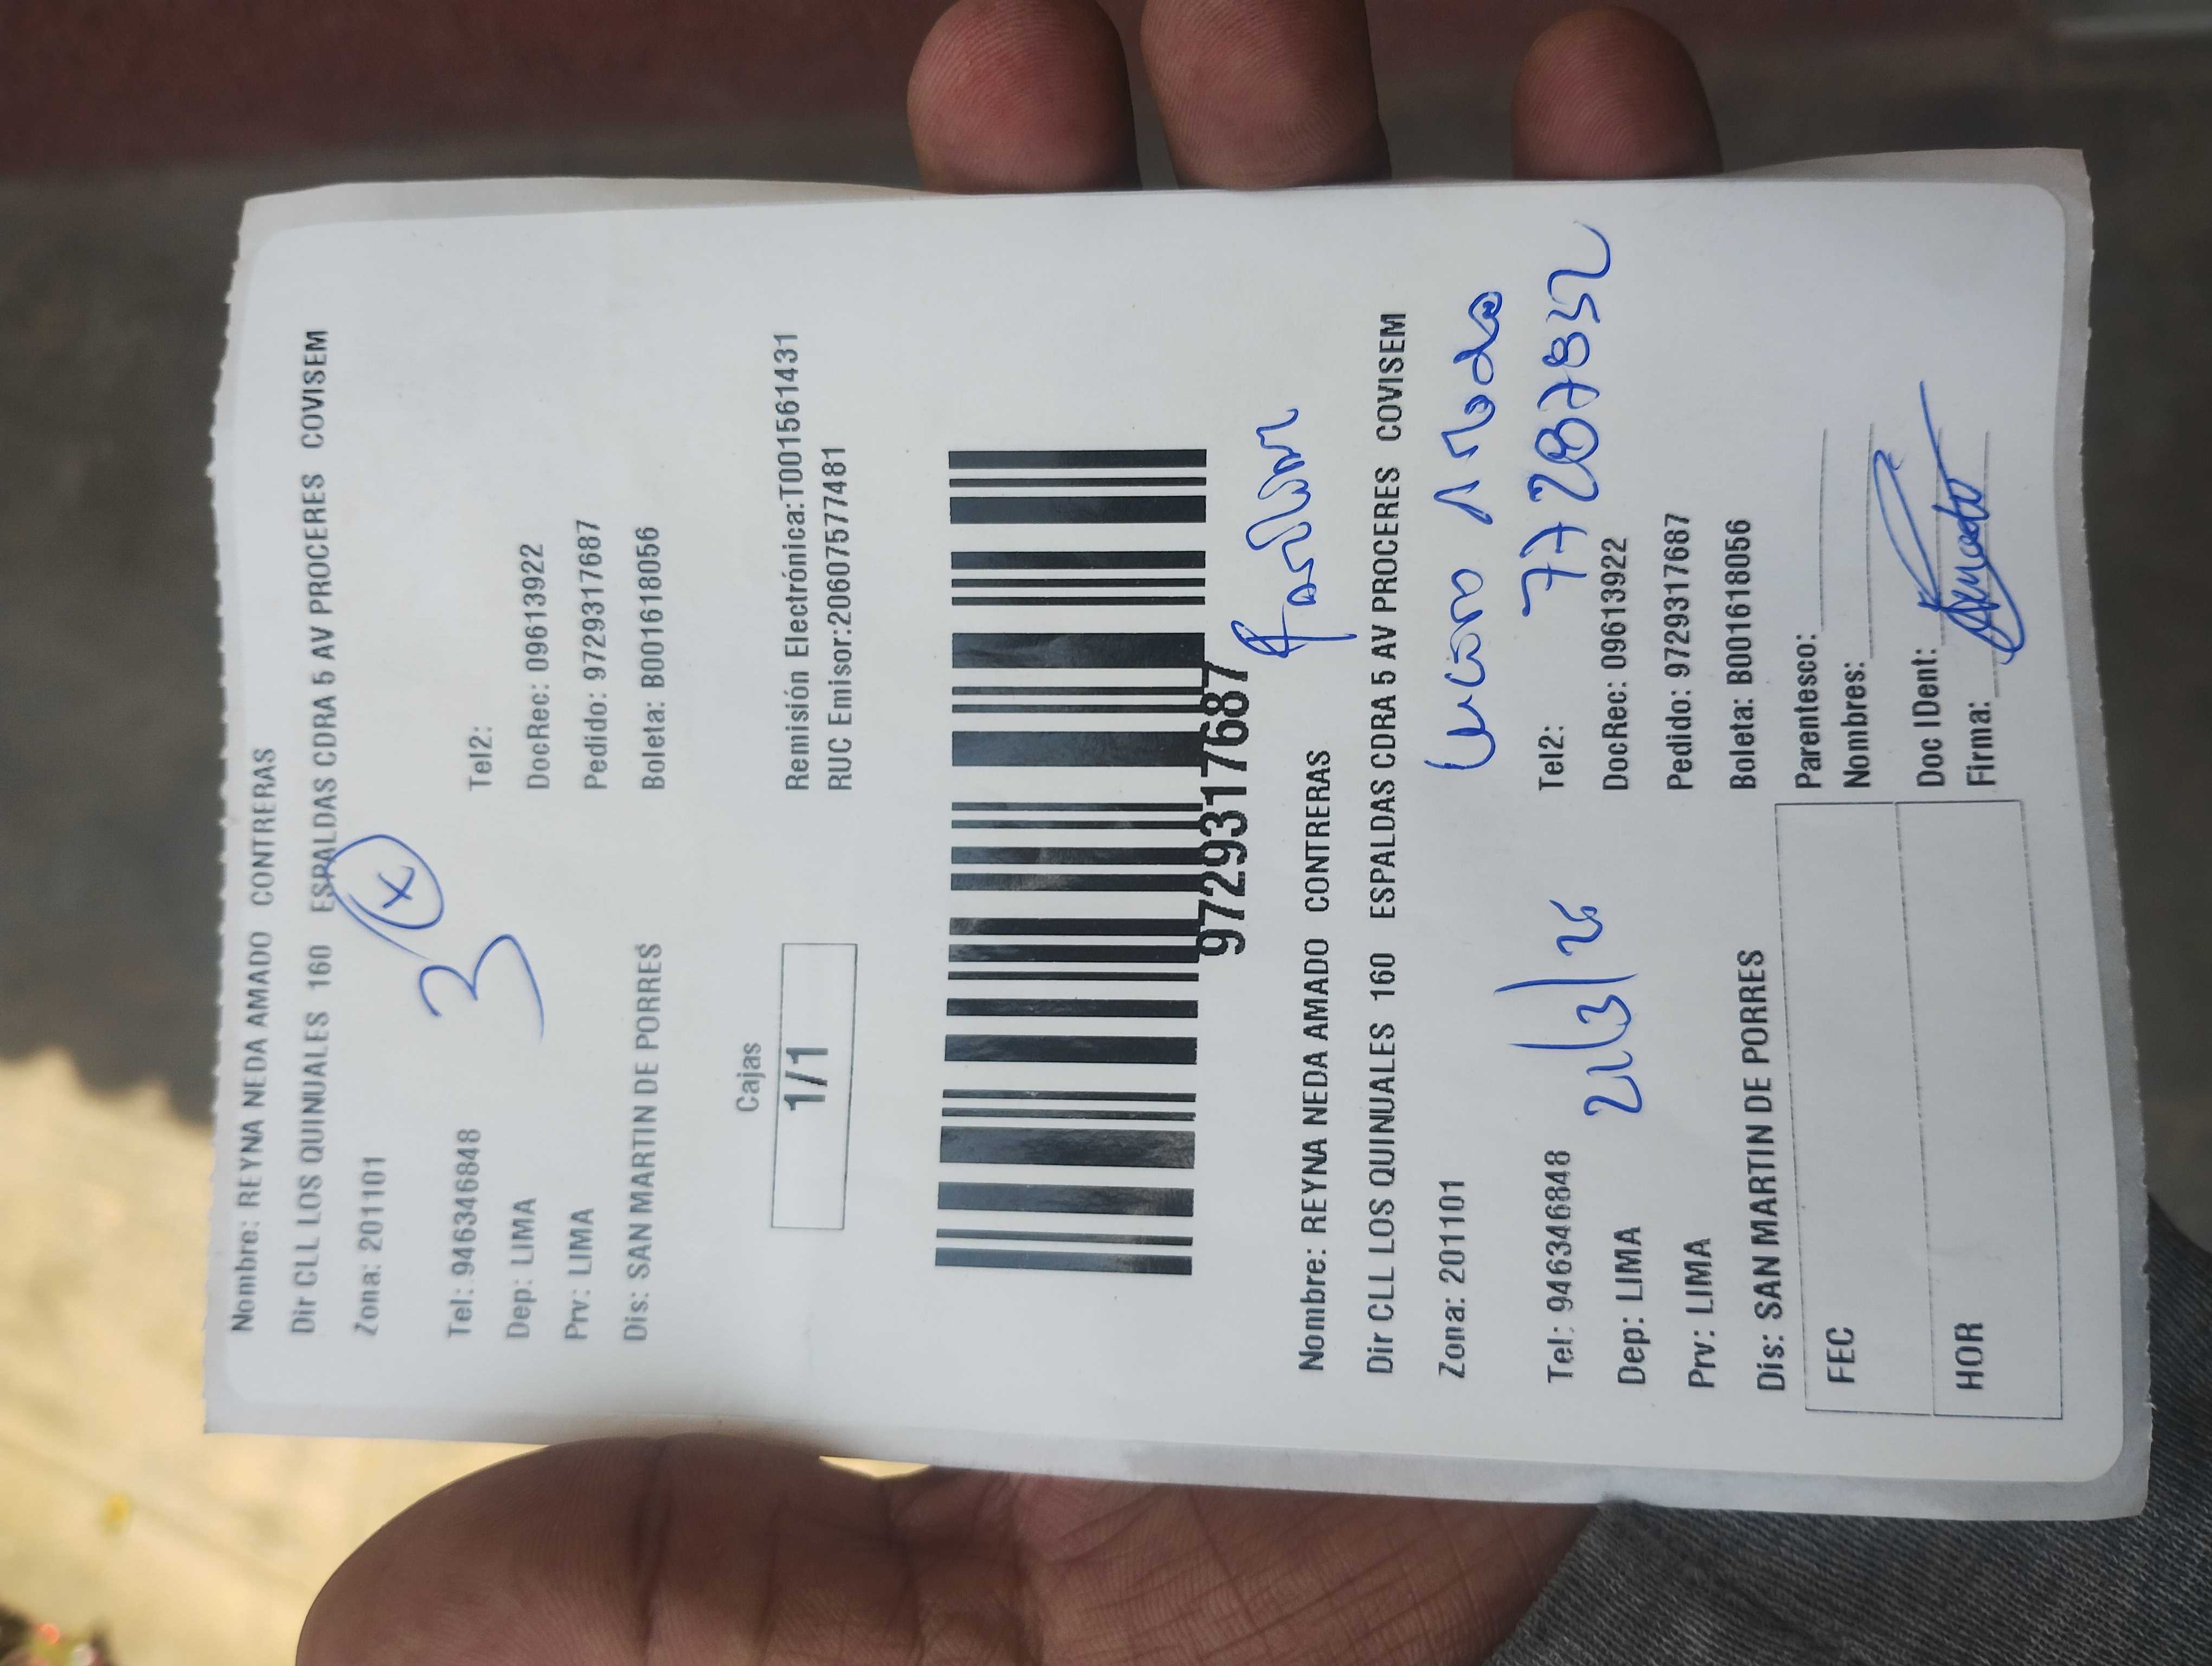 Nombre: REYNA NEDA AMADO CONTRERAS
Dir CLL LOS QUINUALES 160 ESPALDAS CDRA 5 AV PROCERES COVISEM
Zona: 201101
3 (x)
Tel: 946346848 Tel2:
Dep: LIMA DocRec: 09613922
Prv: LIMA Pedido: 9729317687
Dis: SAN MARTIN DE PORRES Boleta: B001618056
Cajas
1/1
Remisión Electrónica:T001561431
RUC Emisor:20607577481
9729317687
Nombre: REYNA NEDA AMADO CONTRERAS
Dir CLL LOS QUINUALES 160 ESPALDAS CDRA 5 AV PROCERES COVISEM
Zona: 201101
Amado
77287852
Tel: 946346848 Tel2:
Dep: LIMA DocRec: 09613922
Prv: LIMA Pedido: 9729317687
Dis: SAN MARTIN DE PORRES Boleta: B001618056
FEC Parentesco:
Nombres:
HOR Doc IDent:
Firma: